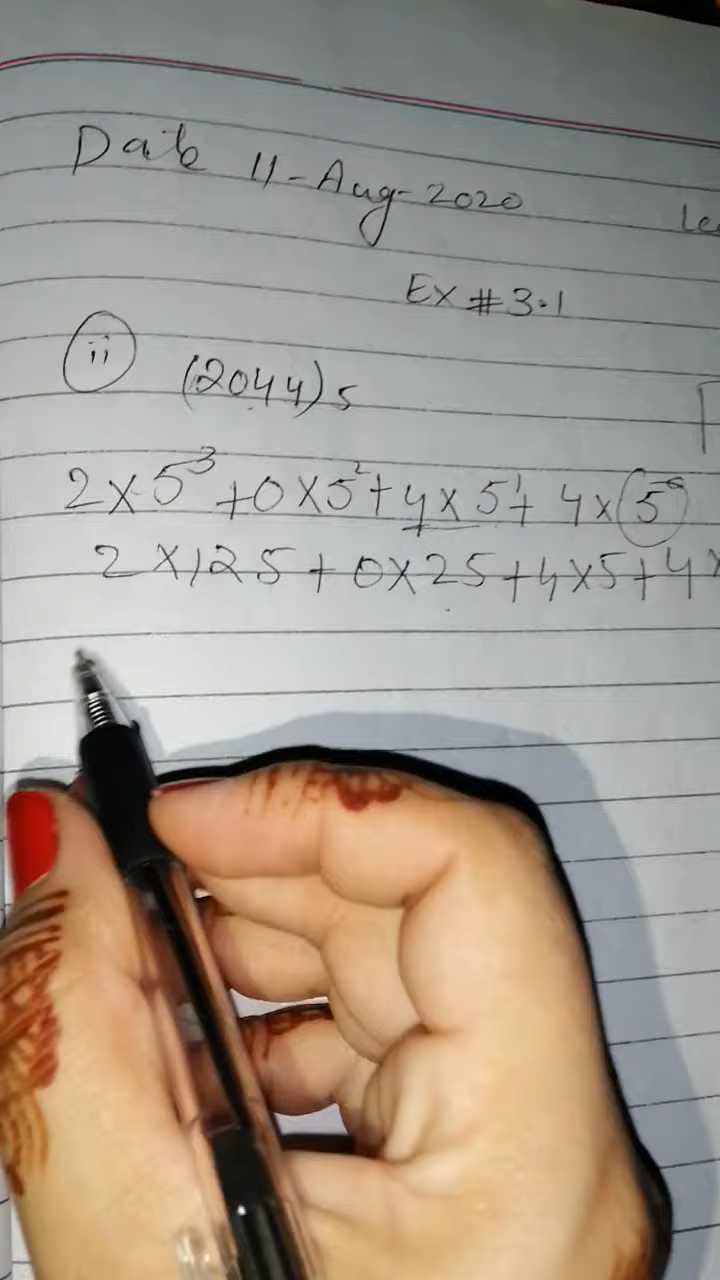 Date 11-Aug-2020
Le
Ex # 3.1
ii (2044)₅
2×5³+0×5²+4×5¹+ 4×5⁰
2×125+0×25+4×5+4×